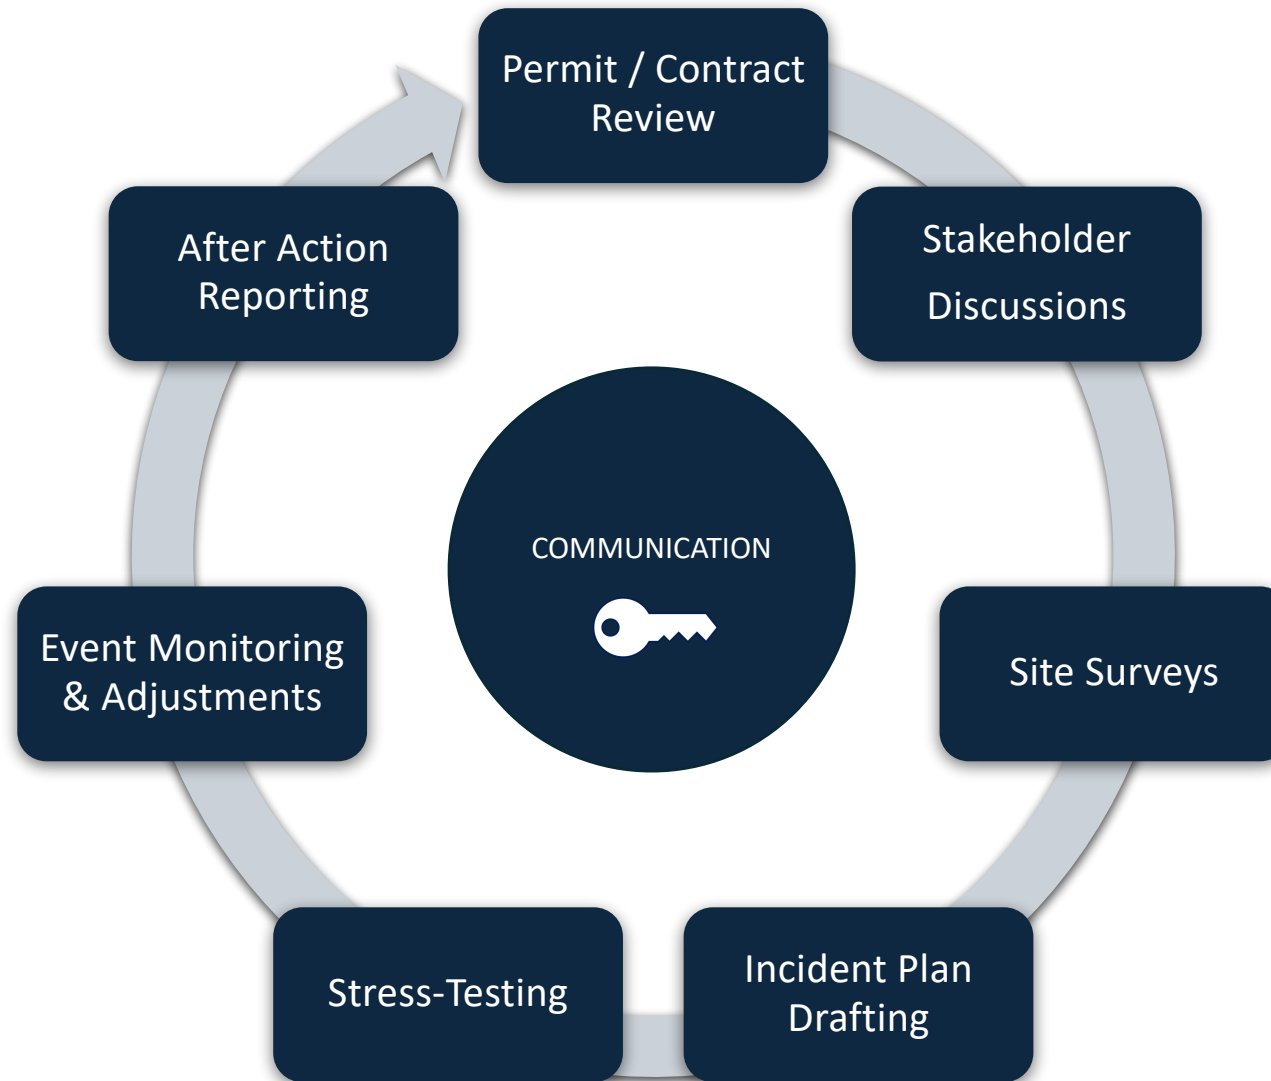 Permit / Contract
Review
Stakeholder
Discussions
Site Surveys
Incident Plan
Drafting
Stress-Testing
Event Monitoring
& Adjustments
After Action
Reporting
COMMUNICATION